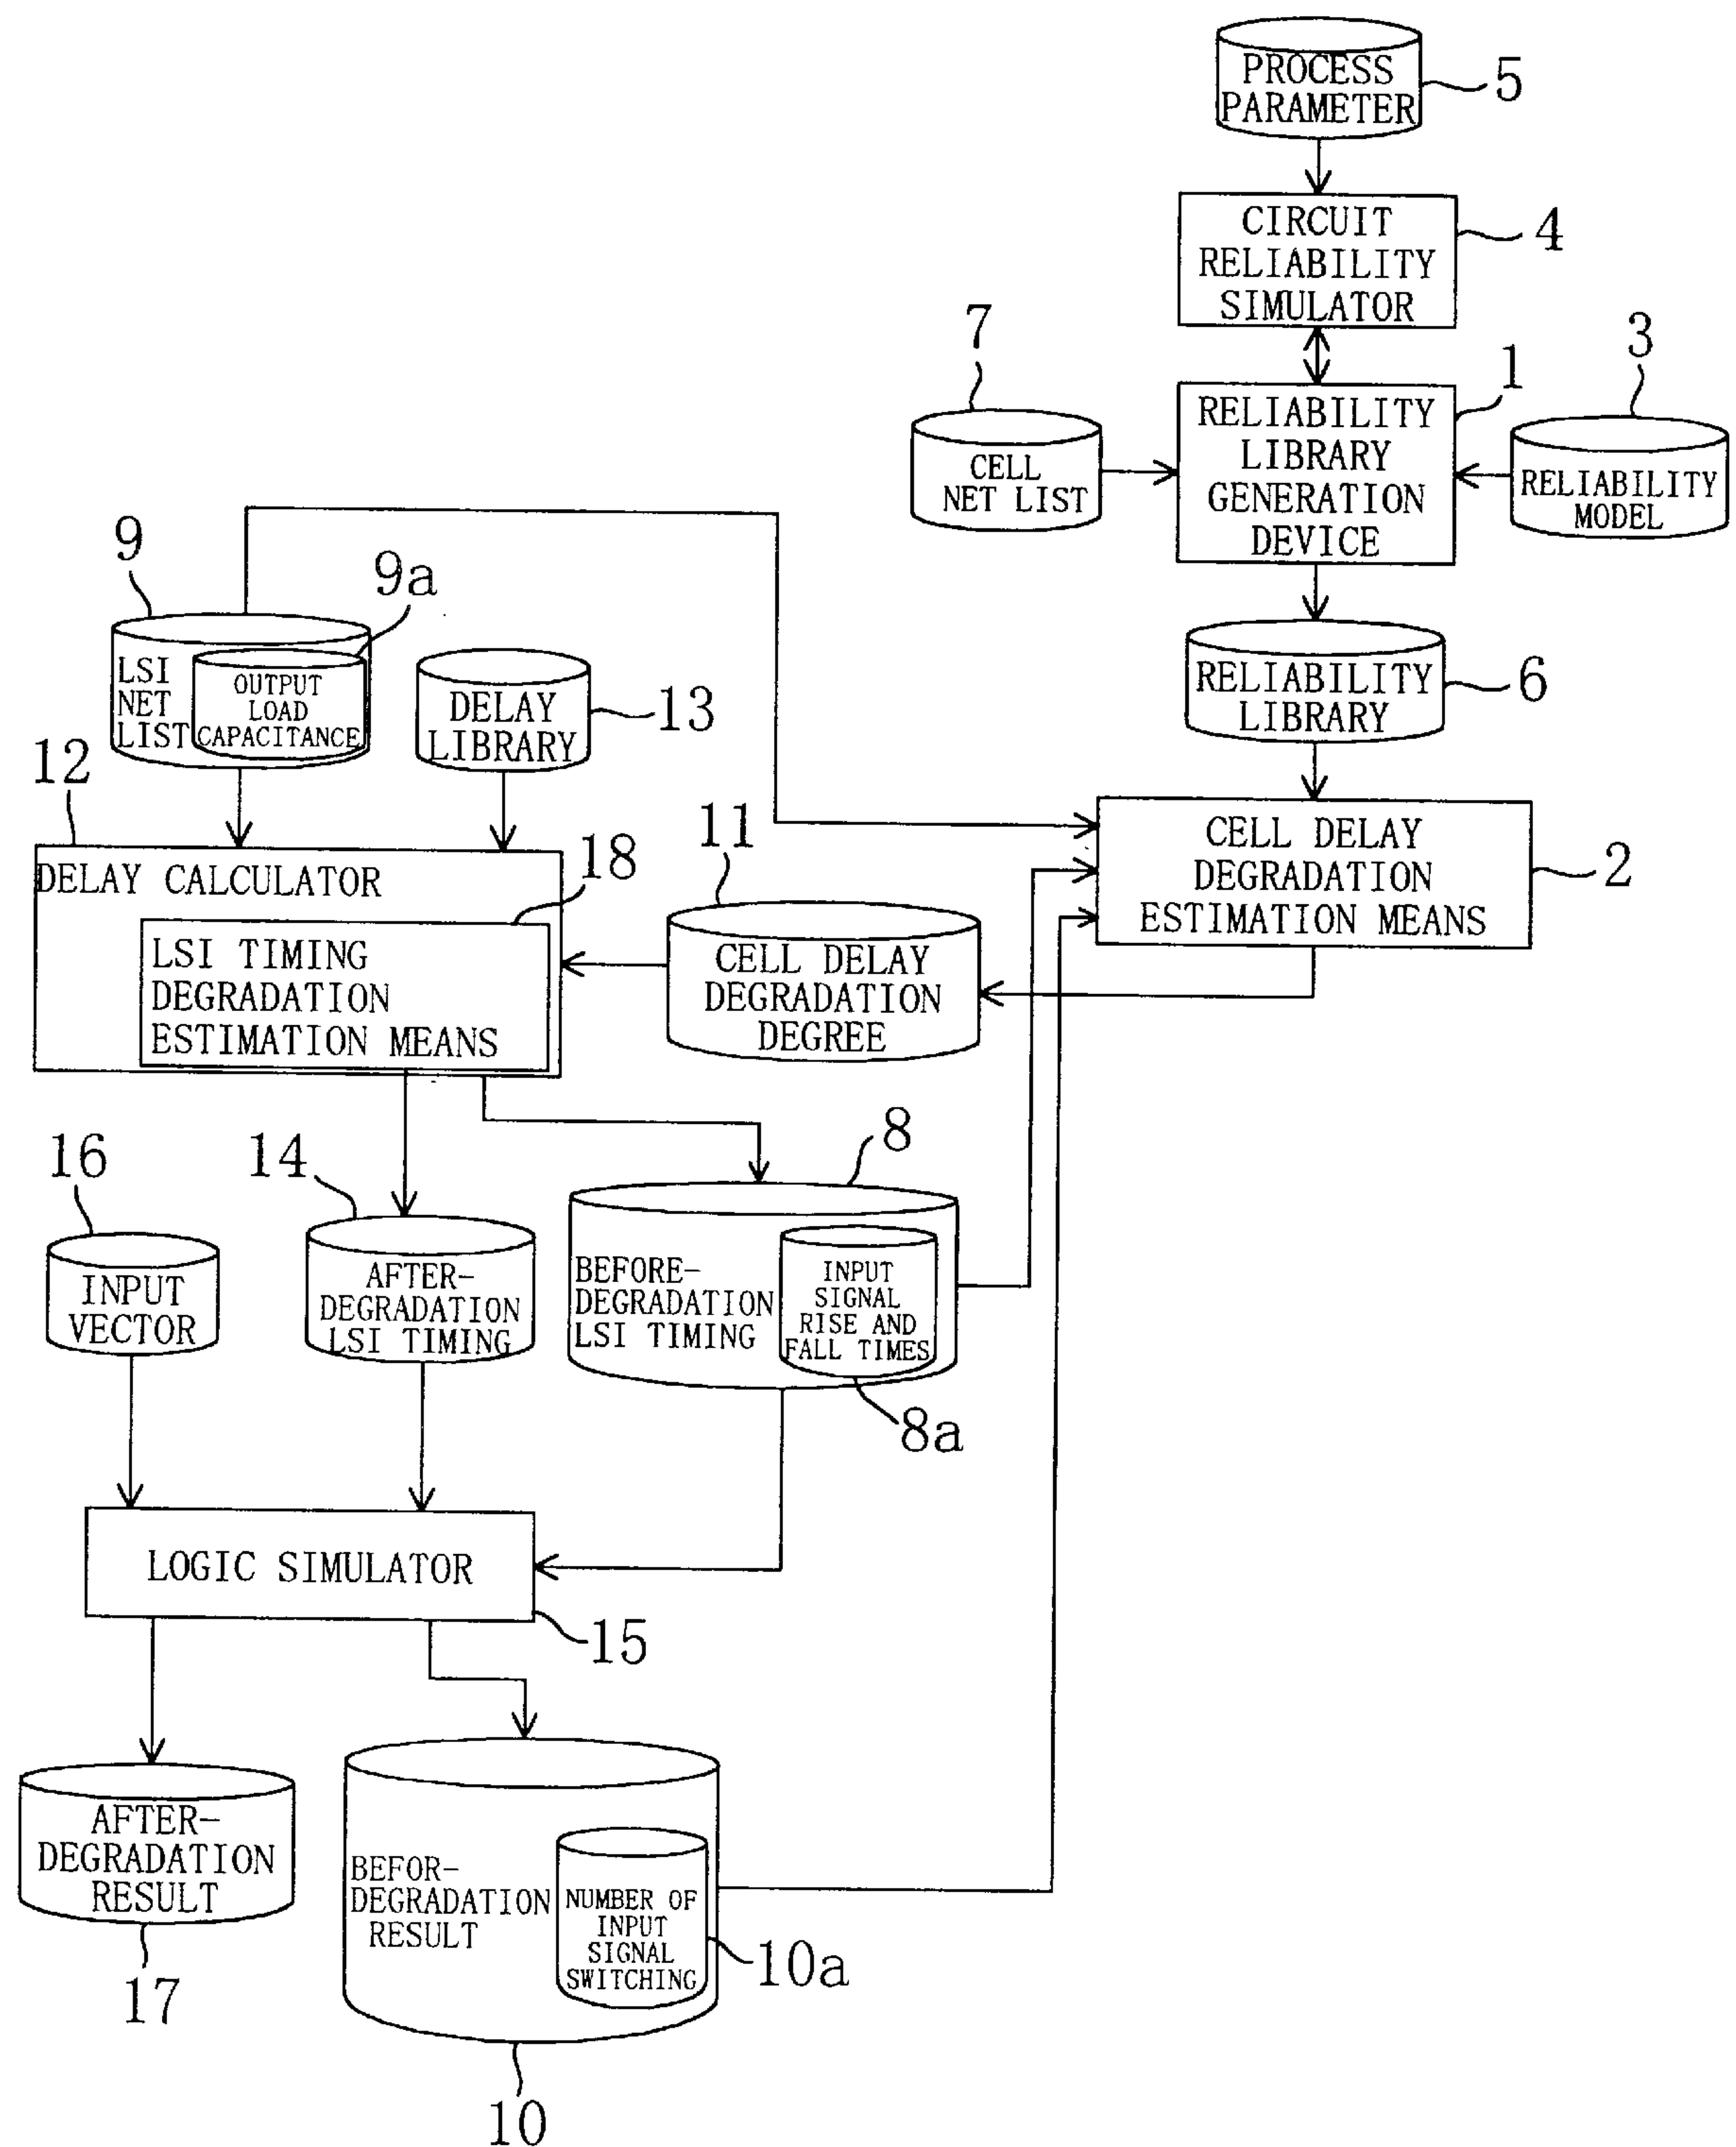 PROCESS
PARAMETER
5
CIRCUIT
RELIABILITY
SIMULATOR
4
7
CELL
NET LIST
RELIABILITY
LIBRARY
GENERATION
DEVICE
1
3
RELIABILITY
MODEL
9
9a
LSI
NET
LIST
OUTPUT
LOAD
CAPACITANCE
DELAY
LIBRARY
13
RELIABILITY
LIBRARY
6
12
DELAY CALCULATOR
18
LSI TIMING
DEGRADATION
ESTIMATION MEANS
11
CELL DELAY
DEGRADATION
DEGREE
CELL DELAY
DEGRADATION
ESTIMATION MEANS
2
16
INPUT
VECTOR
14
AFTER-
DEGRADATION
LSI TIMING
8
BEFORE-
DEGRADATION
LSI TIMING
INPUT
SIGNAL
RISE AND
FALL TIMES
8a
LOGIC SIMULATOR
15
AFTER-
DEGRADATION
RESULT
17
BEFOR-
DEGRADATION
RESULT
NUMBER OF
INPUT
SIGNAL
SWITCHING
10a
10